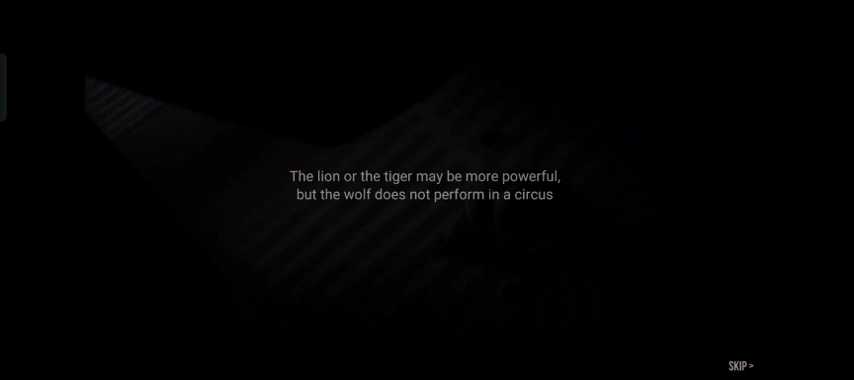 The lion or the tiger may be more powerful,
but the wolf does not perform in a circus
SKIP >